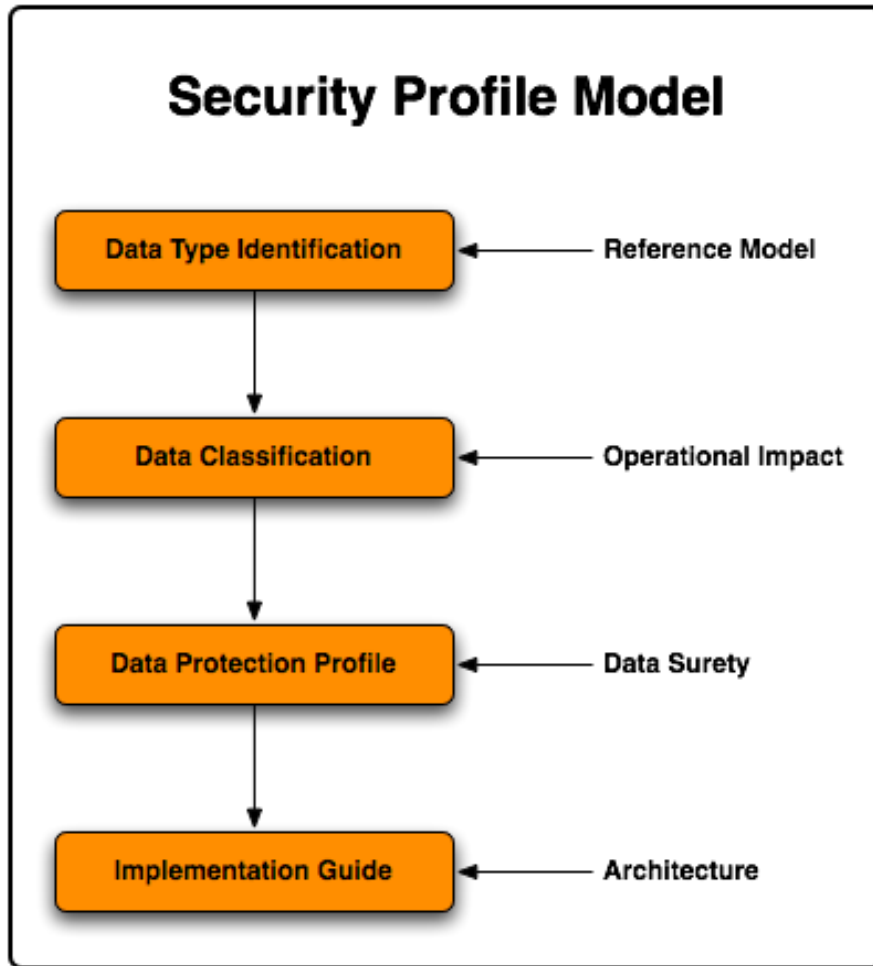 Security Profile Model
Data Type Identification
Reference Model
Data Classification
Operational Impact
Data Protection Profile
Data Surety
Implementation Guide
Architecture